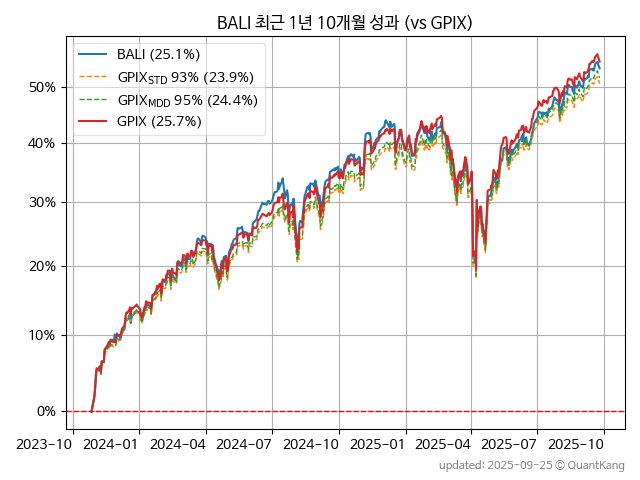 BALI 최근 1년 10개월 성과 (vs GPIX)
BALI (25.1%)
GPIX_STD 93% (23.9%)
GPIX_MDD 95% (24.4%)
GPIX (25.7%)
50%
40%
30%
20%
10%
0%
2023-10 2024-01 2024-04 2024-07 2024-10 2025-01 2025-04 2025-07 2025-10
updated: 2025-09-25 © QuantKang